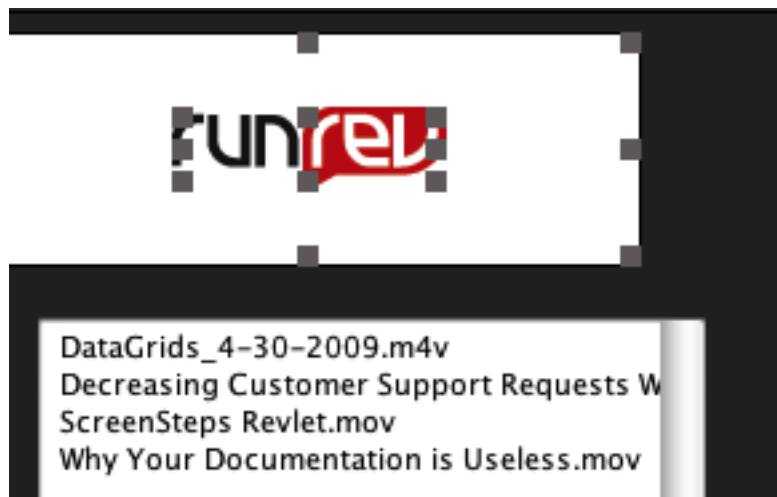 runrev
DataGrids_4-30-2009.m4v
Decreasing Customer Support Requests W
ScreenSteps Revlet.mov
Why Your Documentation is Useless.mov